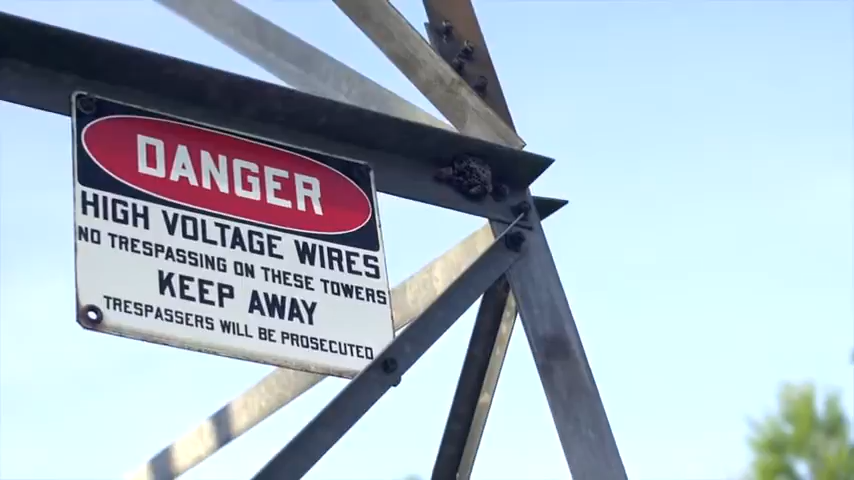 DANGER
HIGH VOLTAGE WIRES
NO TRESPASSING ON THESE TOWERS
KEEP AWAY
TRESPASSERS WILL BE PROSECUTED